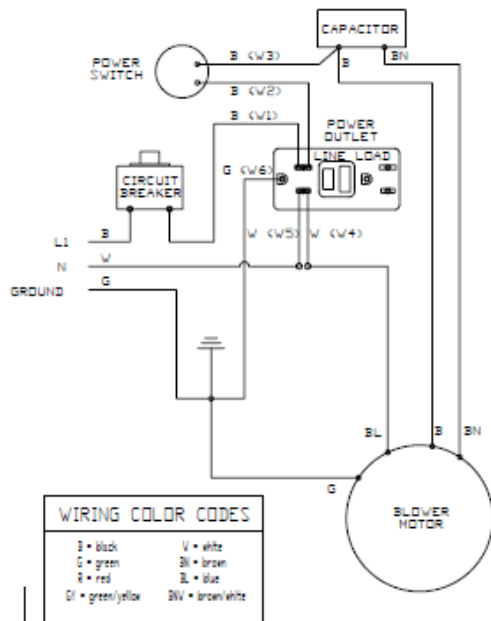 CAPACITOR
B (W3)
B
BN
POWER
SWITCH
B (W2)
B (W1)
POWER
OUTLET
LINE LOAD
G (W6)
CIRCUIT
BREAKER
B
L1
W (W5)
W (W4)
W
N
G
GROUND
BL
B
BN
G
BLOWER
MOTOR
WIRING COLOR CODES
B = black
W = white
G = green
BN = brown
R = red
BL = blue
GY = green/yellow
BNW = brown/white